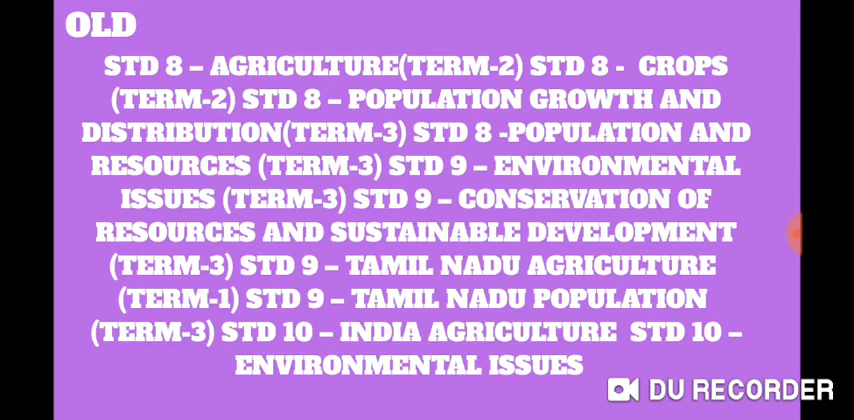 OLD
STD 8 – AGRICULTURE(TERM-2) STD 8 - CROPS
(TERM-2) STD 8 – POPULATION GROWTH AND
DISTRIBUTION(TERM-3) STD 8 -POPULATION AND
RESOURCES (TERM-3) STD 9 – ENVIRONMENTAL
ISSUES (TERM-3) STD 9 – CONSERVATION OF
RESOURCES AND SUSTAINABLE DEVELOPMENT
(TERM-3) STD 9 – TAMIL NADU AGRICULTURE
(TERM-1) STD 9 – TAMIL NADU POPULATION
(TERM-3) STD 10 – INDIA AGRICULTURE STD 10 –
ENVIRONMENTAL ISSUES
DU RECORDER